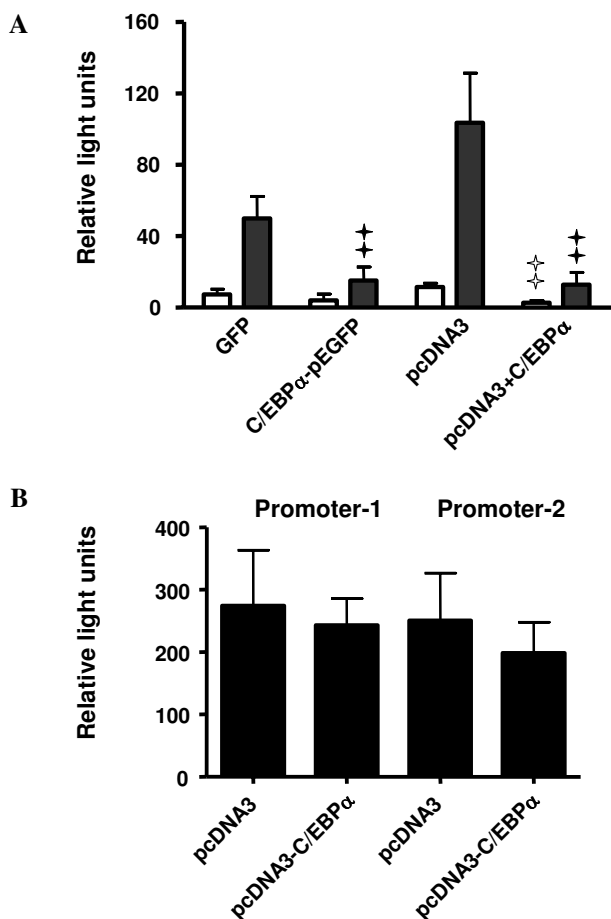 A
Relative light units
160
120
80
40
0
GFP
C/EBPα-pEGFP
pcDNA3
pcDNA3+C/EBPα
B
Promoter-1 Promoter-2
Relative light units
400
300
200
100
0
pcDNA3
pcDNA3-C/EBPα
pcDNA3
pcDNA3-C/EBPα